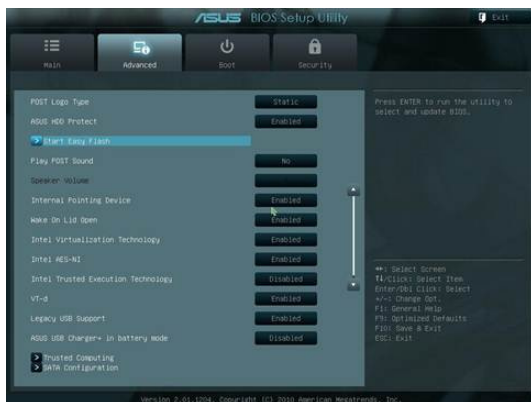 ASUS BIOS Setup Utility
Exit
Main
Advanced
Boot
Security
POST Logo Type
Static
ASUS HDD Protect
Enabled
> Start Easy Flash
Play POST Sound
No
Speaker Volume
Internal Pointing Device
Enabled
Wake On Lid Open
Enabled
Intel Virtualization Technology
Enabled
Intel AES-NI
Enabled
Intel Trusted Execution Technology
Disabled
VT-d
Enabled
Legacy USB Support
Enabled
ASUS USB Charger+ in battery mode
Disabled
> Trusted Computing
> SATA Configuration
Press ENTER to run the utility to
select and update BIOS.
: Select Screen
/Click: Select Item
Enter/Dbl Click: Select
+/-: Change Opt.
F1: General Help
F9: Optimized Defaults
F10: Save & Exit
ESC: Exit
Version 2.01.1204. Copyright (C) 2010 American Megatrends, Inc.